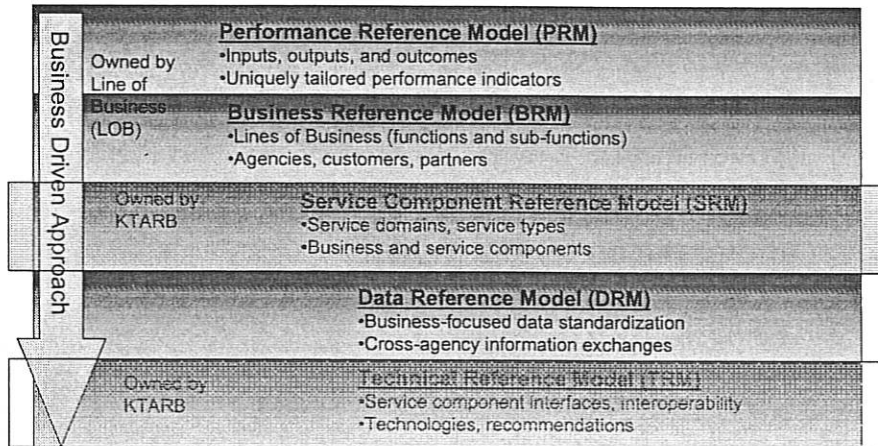 Business Driven Approach
Owned by
Line of
Business
(LOB)
Performance Reference Model (PRM)
•Inputs, outputs, and outcomes
•Uniquely tailored performance indicators
Business Reference Model (BRM)
•Lines of Business (functions and sub-functions)
•Agencies, customers, partners
Owned by
KTARB
Service Component Reference Model (SRM)
•Service domains, service types
•Business and service components
Data Reference Model (DRM)
•Business-focused data standardization
•Cross-agency information exchanges
Owned by
KTARB
Technical Reference Model (TRM)
•Service component interfaces, interoperability
•Technologies, recommendations